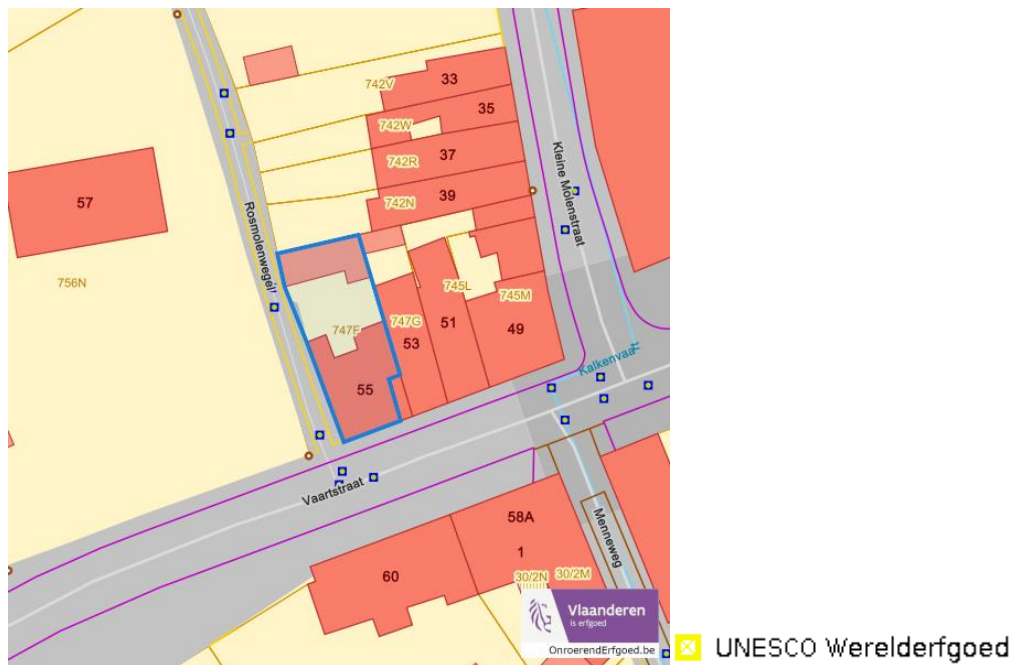 742V
33
35
742W
742R
37
742N
39
57
756N
Rosmolenwegel
Kleine Molenstraat
745L
745M
747F
747G
51
53
49
55
Kalkenvaa
Vaartstraat
Menneweg
58A
1
60
30/2N
30/2M
Vlaanderen
is erfgoed
OnroerendErfgoed.be
UNESCO Werelderfgoed